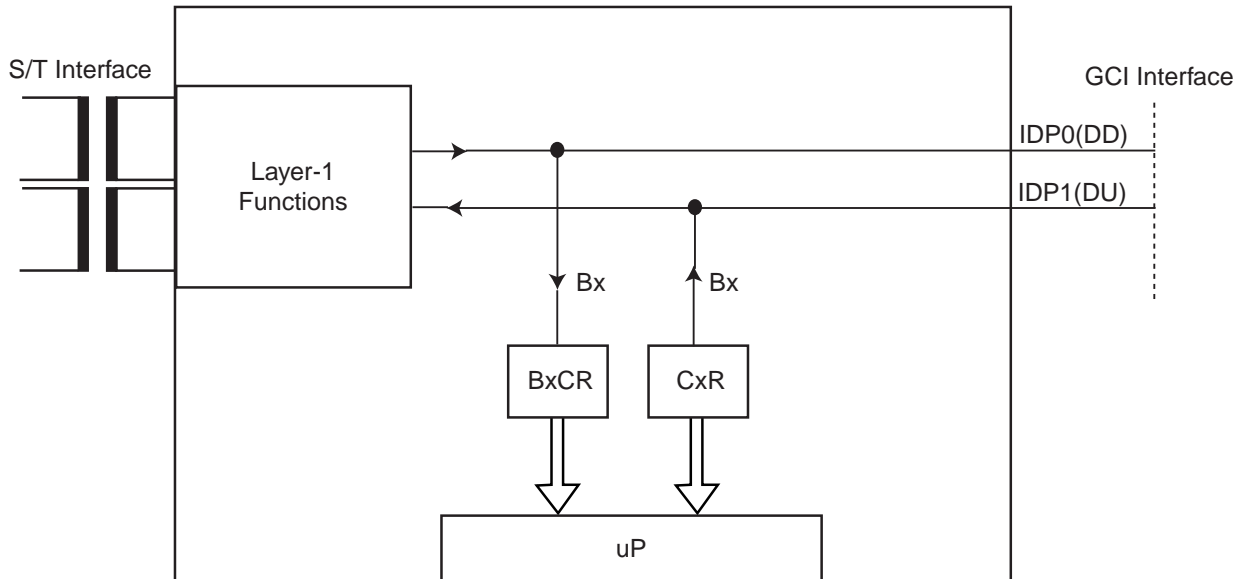 S/T Interface
GCI Interface
IDP0(DD)
Layer-1
Functions
IDP1(DU)
Bx
Bx
BxCR
CxR
uP